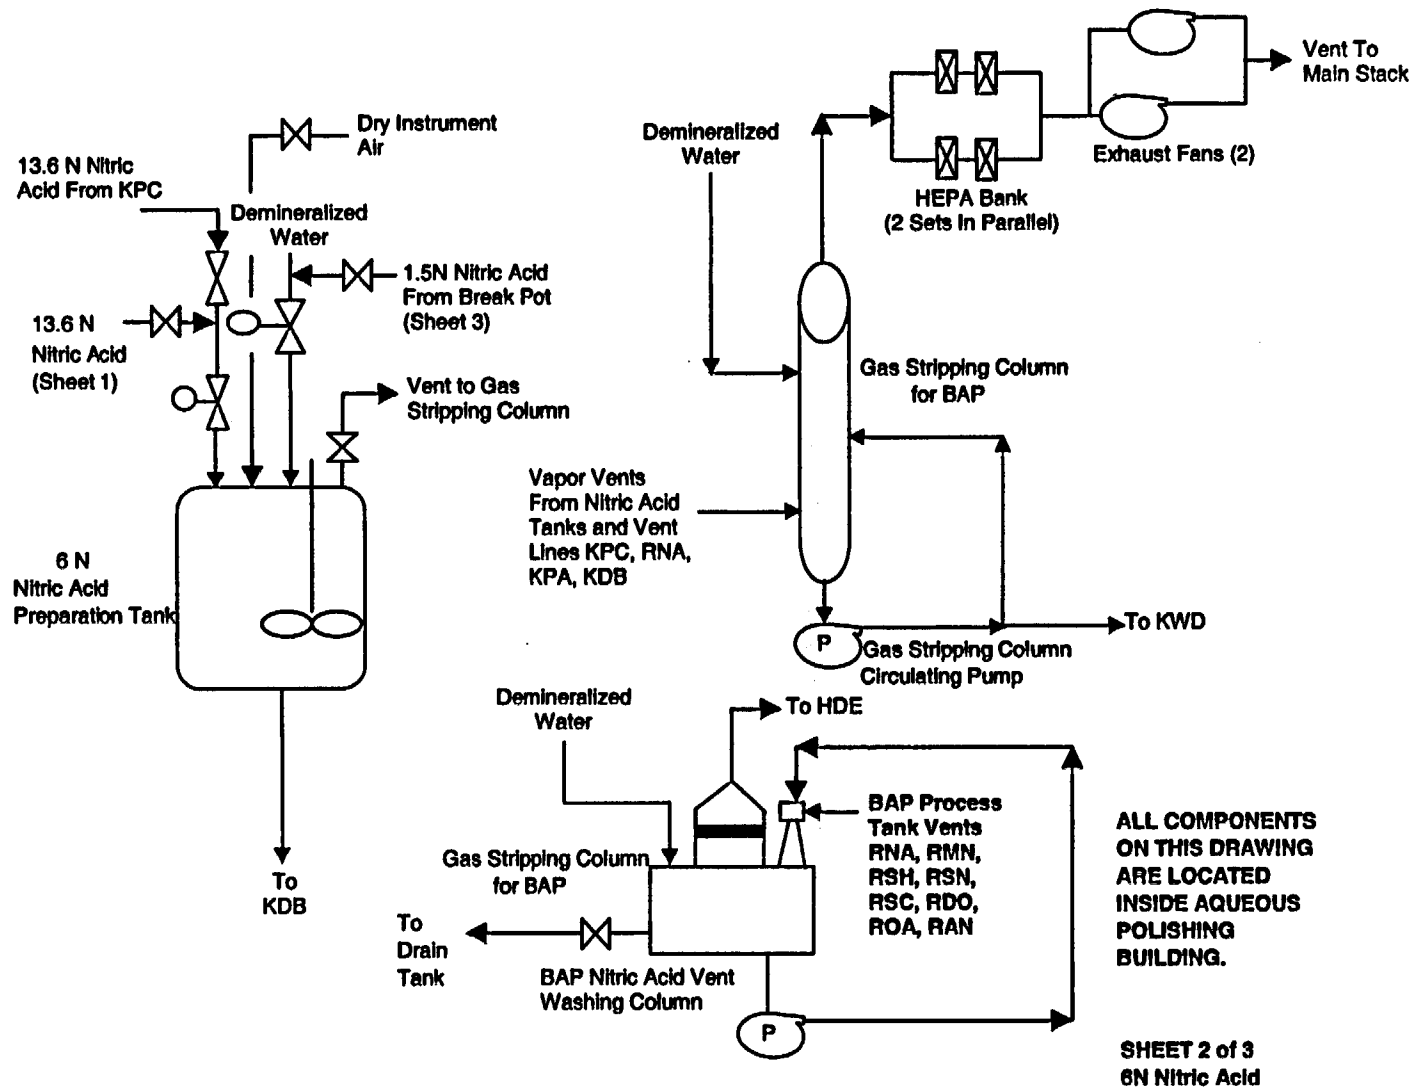 Vent To
Main Stack
Exhaust Fans (2)
HEPA Bank
(2 Sets In Parallel)
Dry Instrument
Air
13.6 N Nitric
Acid From KPC
Demineralized
Water
1.5N Nitric Acid
From Break Pot
(Sheet 3)
13.6 N
Nitric Acid
(Sheet 1)
Vent to Gas
Stripping Column
6 N
Nitric Acid
Preparation Tank
To
KDB
Demineralized
Water
Gas Stripping Column
for BAP
Vapor Vents
From Nitric Acid
Tanks and Vent
Lines KPC, RNA,
KPA, KDB
P
To KWD
Gas Stripping Column
Circulating Pump
Demineralized
Water
To HDE
Gas Stripping Column
for BAP
BAP Process
Tank Vents
RNA, RMN,
RSH, RSN,
RSC, RDO,
ROA, RAN
To
Drain
Tank
BAP Nitric Acid Vent
Washing Column
P
ALL COMPONENTS
ON THIS DRAWING
ARE LOCATED
INSIDE AQUEOUS
POLISHING
BUILDING.
SHEET 2 of 3
6N Nitric Acid